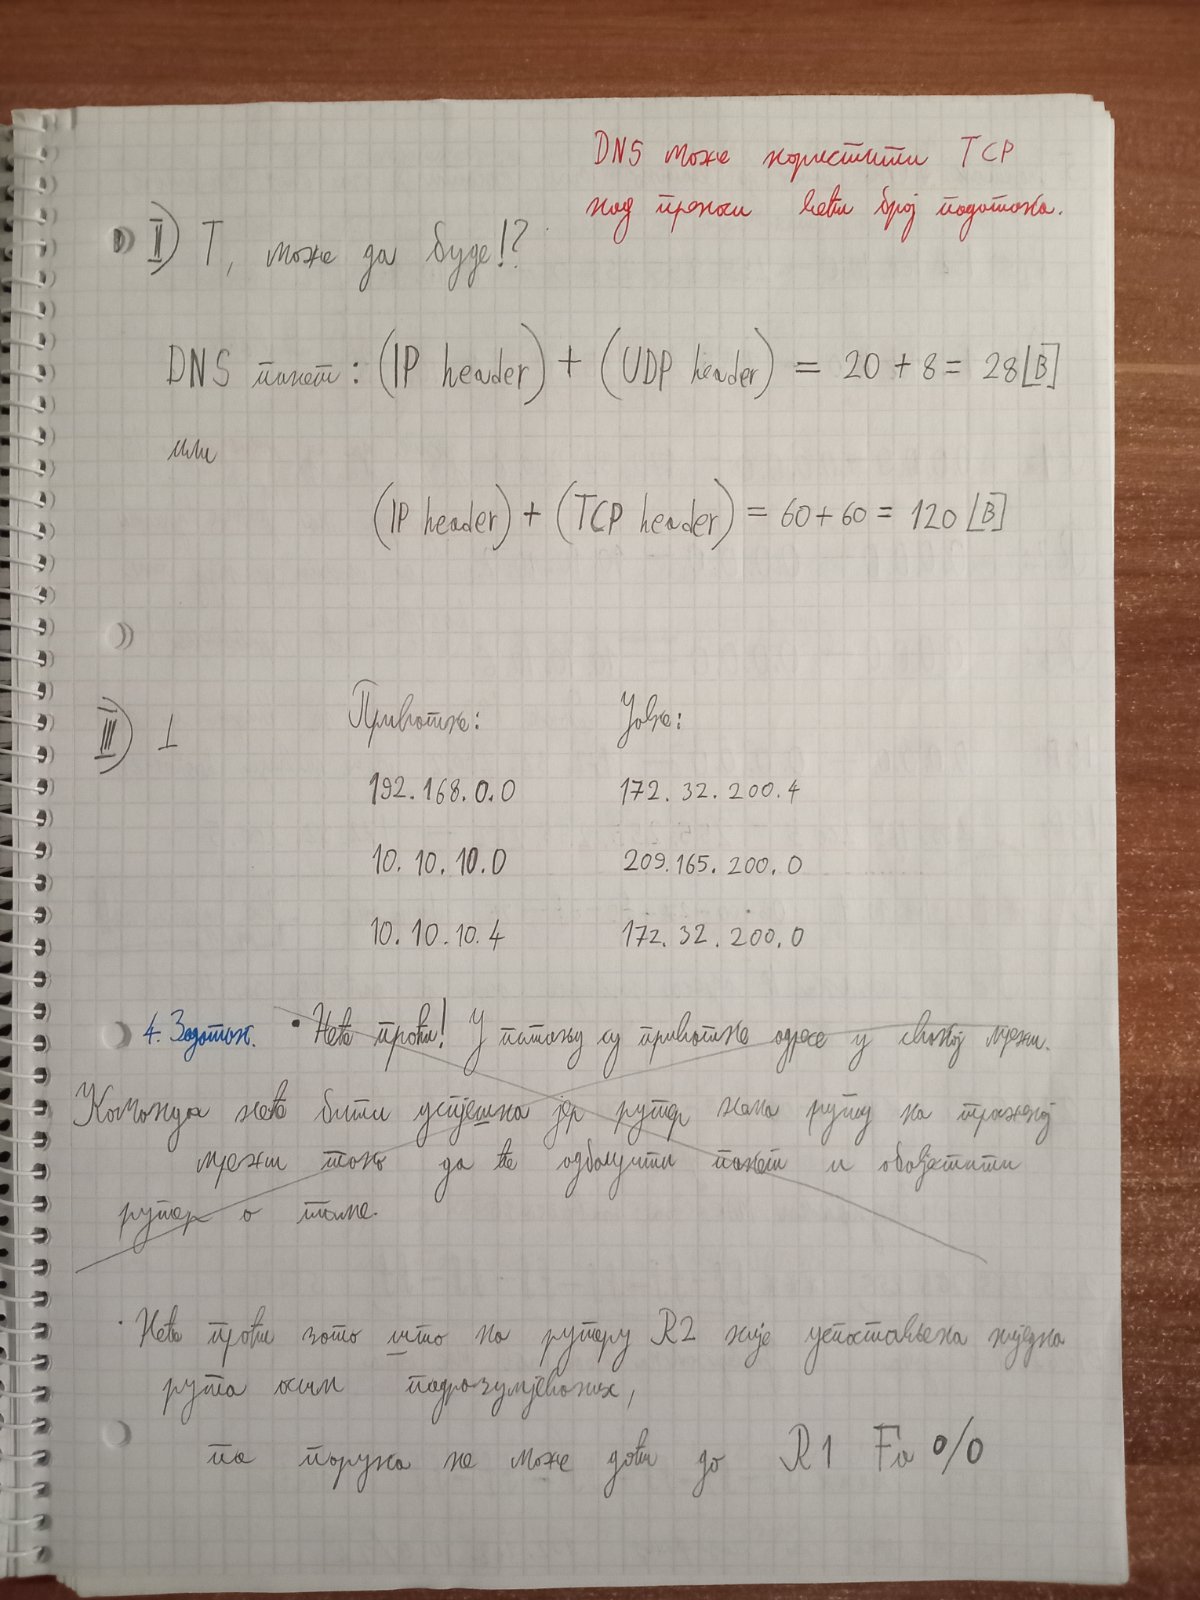 DNS може користити TCP
код већи број података.
II) T, може да буде!?
DNS пакет: (IP header) + (UDP header) = 20 + 8 = 28 [B]
или
(IP header) + (TCP header) = 60 + 60 = 120 [B]
III) ⊥ Приватне: Јавне:
192.168.0.0 172.32.200.4
10.10.10.0 209.165.200.0
10.10.10.4 172.32.200.0
4. Задатак. • Неће проћи! У питању су приватне адресе у свакој мрежи.
Команда неће бити успјешна јер рутер нема руту ка траженој
мрежи тако да ће одбацити пакет и обавјестити
рутер о томе.
• Неће проћи зато што на рутеру R2 није успостављена ниједна
рута осим подразумјеваних,
па порука не може доћи до R1 Fa 0/0